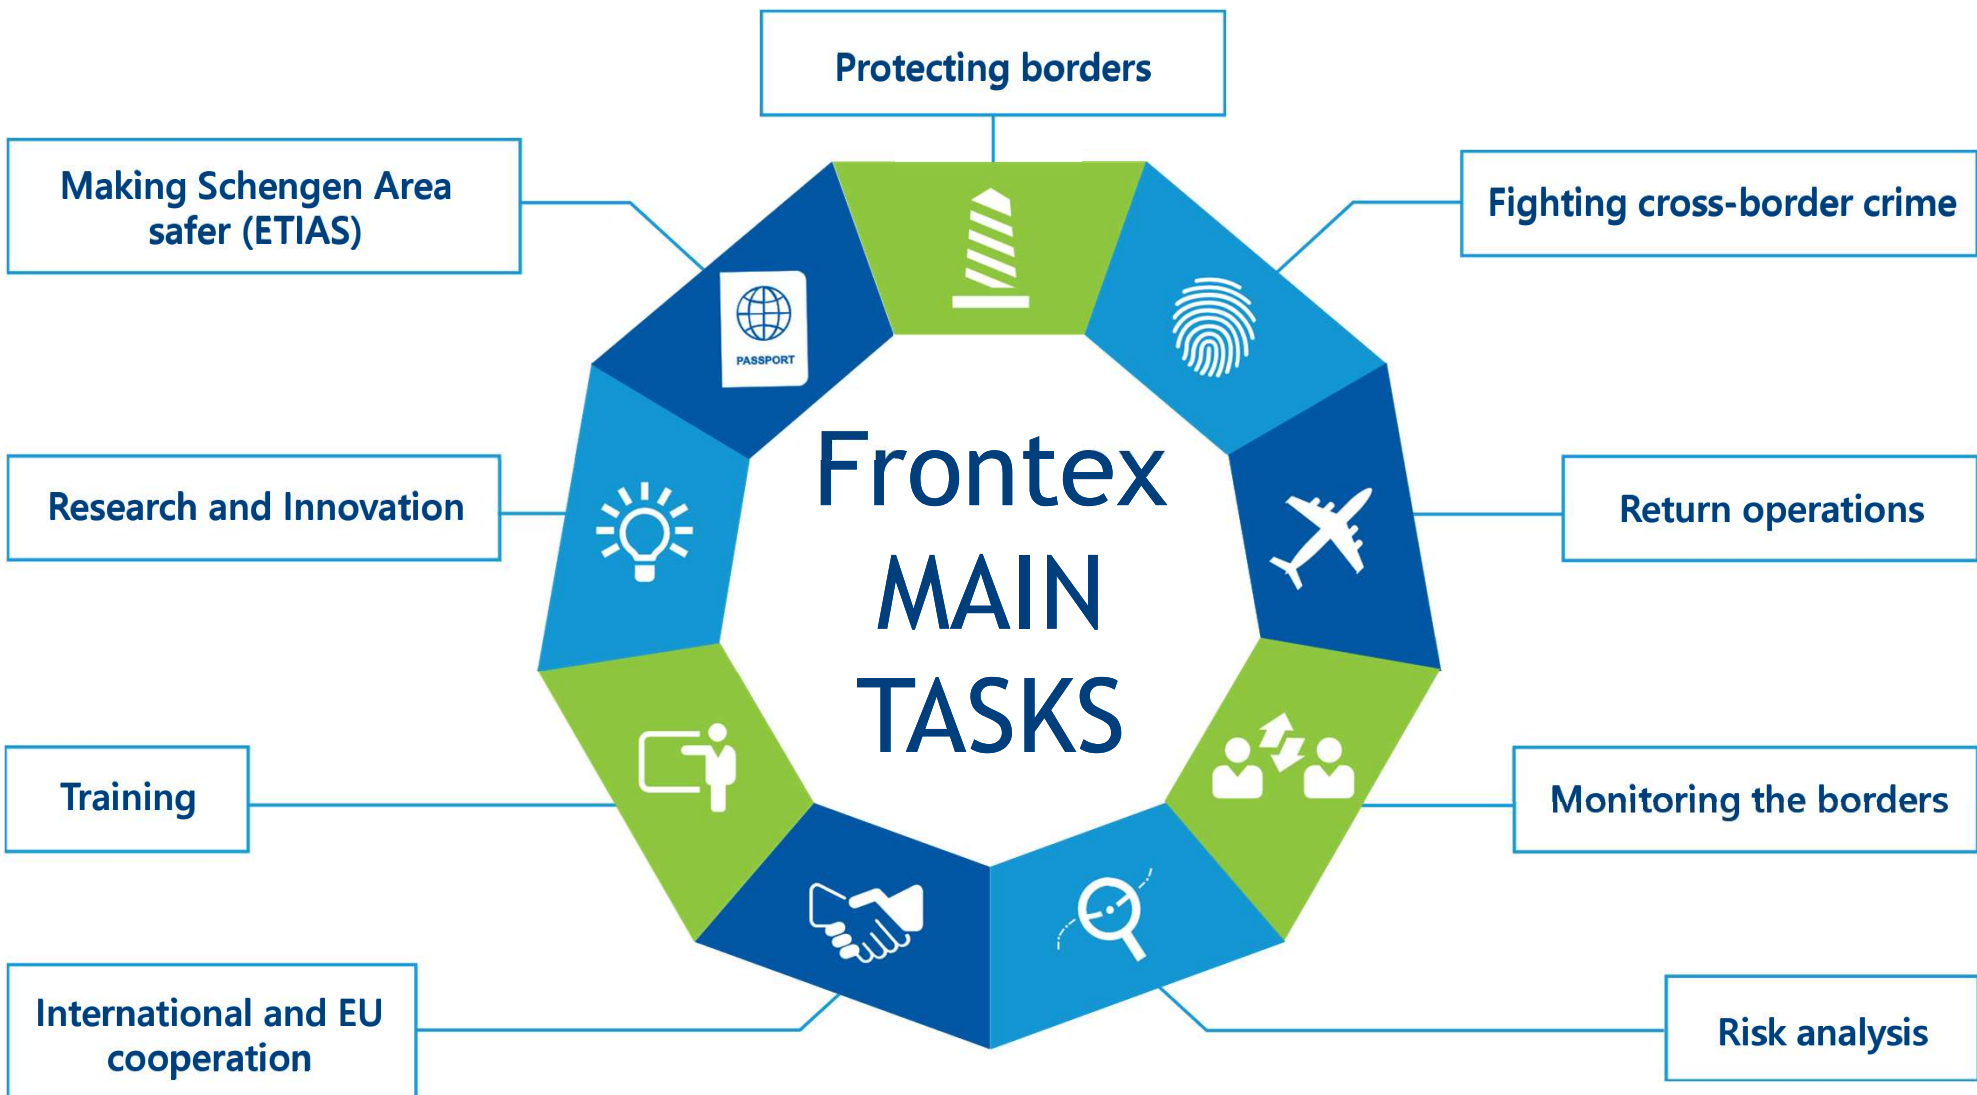 Protecting borders
Making Schengen Area
safer (ETIAS)
Fighting cross-border crime
PASSPORT
Frontex
MAIN
TASKS
Research and Innovation
Return operations
Training
Monitoring the borders
International and EU
cooperation
Risk analysis